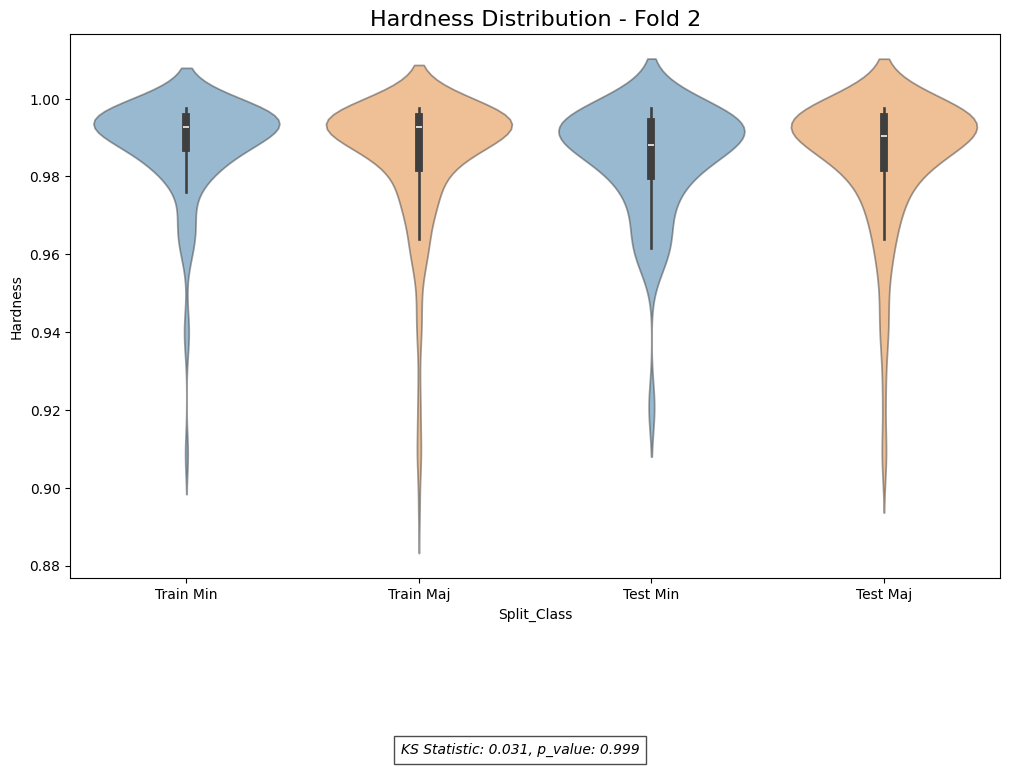 Hardness Distribution - Fold 2
Hardness
1.00
0.98
0.96
0.94
0.92
0.90
0.88
Train Min
Train Maj
Test Min
Test Maj
Split_Class
KS Statistic: 0.031, p_value: 0.999